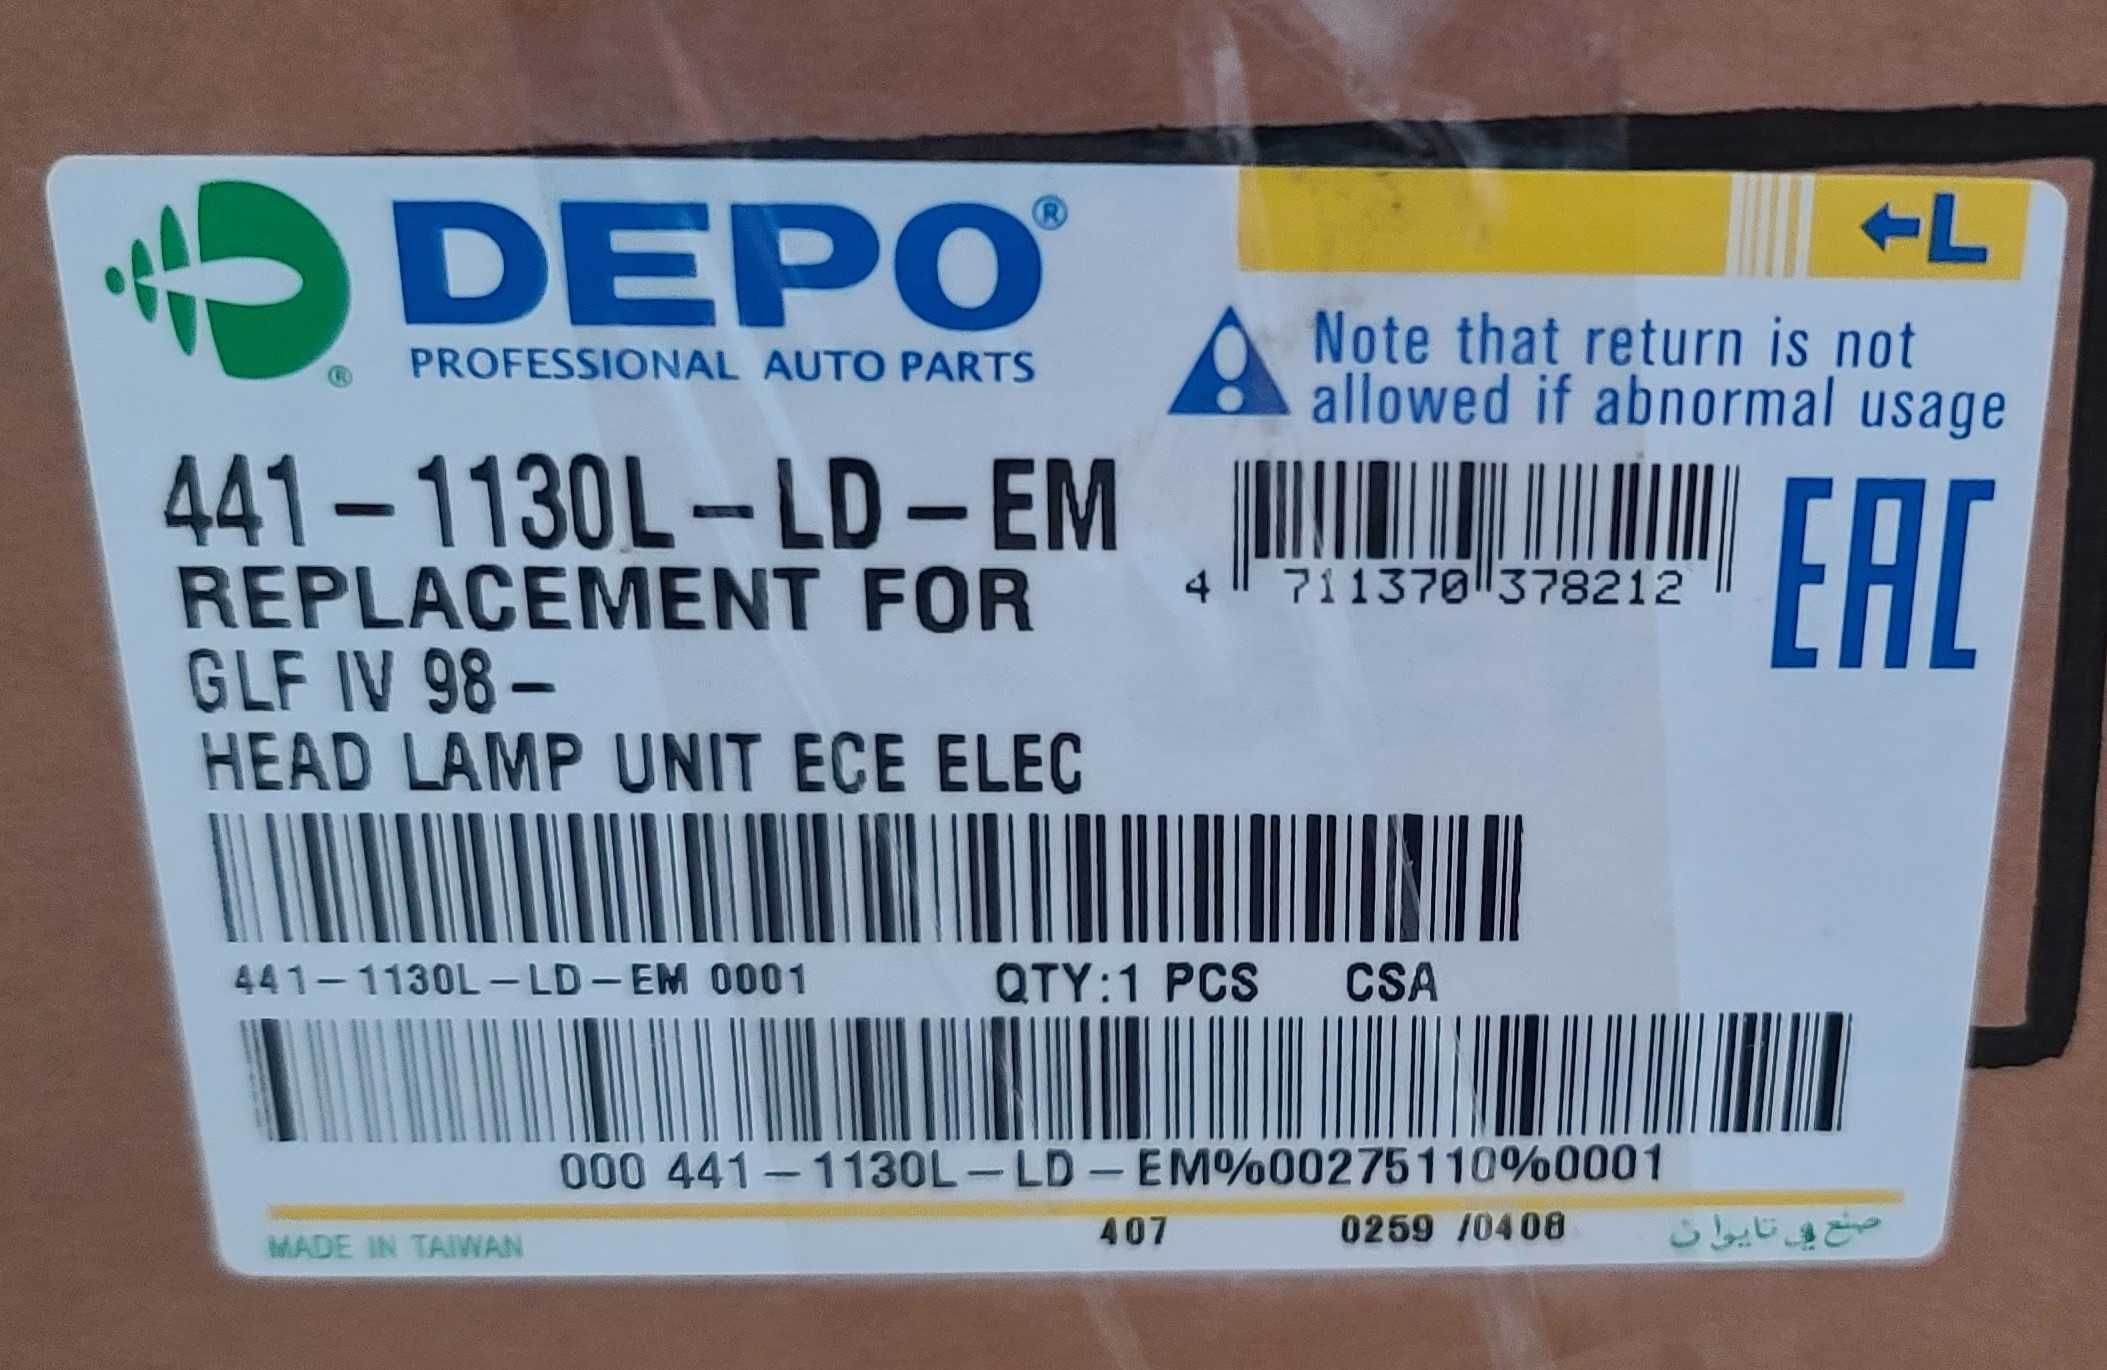 DEPO®
PROFESSIONAL AUTO PARTS
®
L
Note that return is not
allowed if abnormal usage
441-1130L-LD-EM
REPLACEMENT FOR
GLF IV 98-
HEAD LAMP UNIT ECE ELEC
4 711370 378212
EAC
441-1130L-LD-EM 0001 QTY:1 PCS CSA
000 441-1130L-LD-EM%00275110%0001
MADE IN TAIWAN 407 0259 /0408 صنع في تايوان